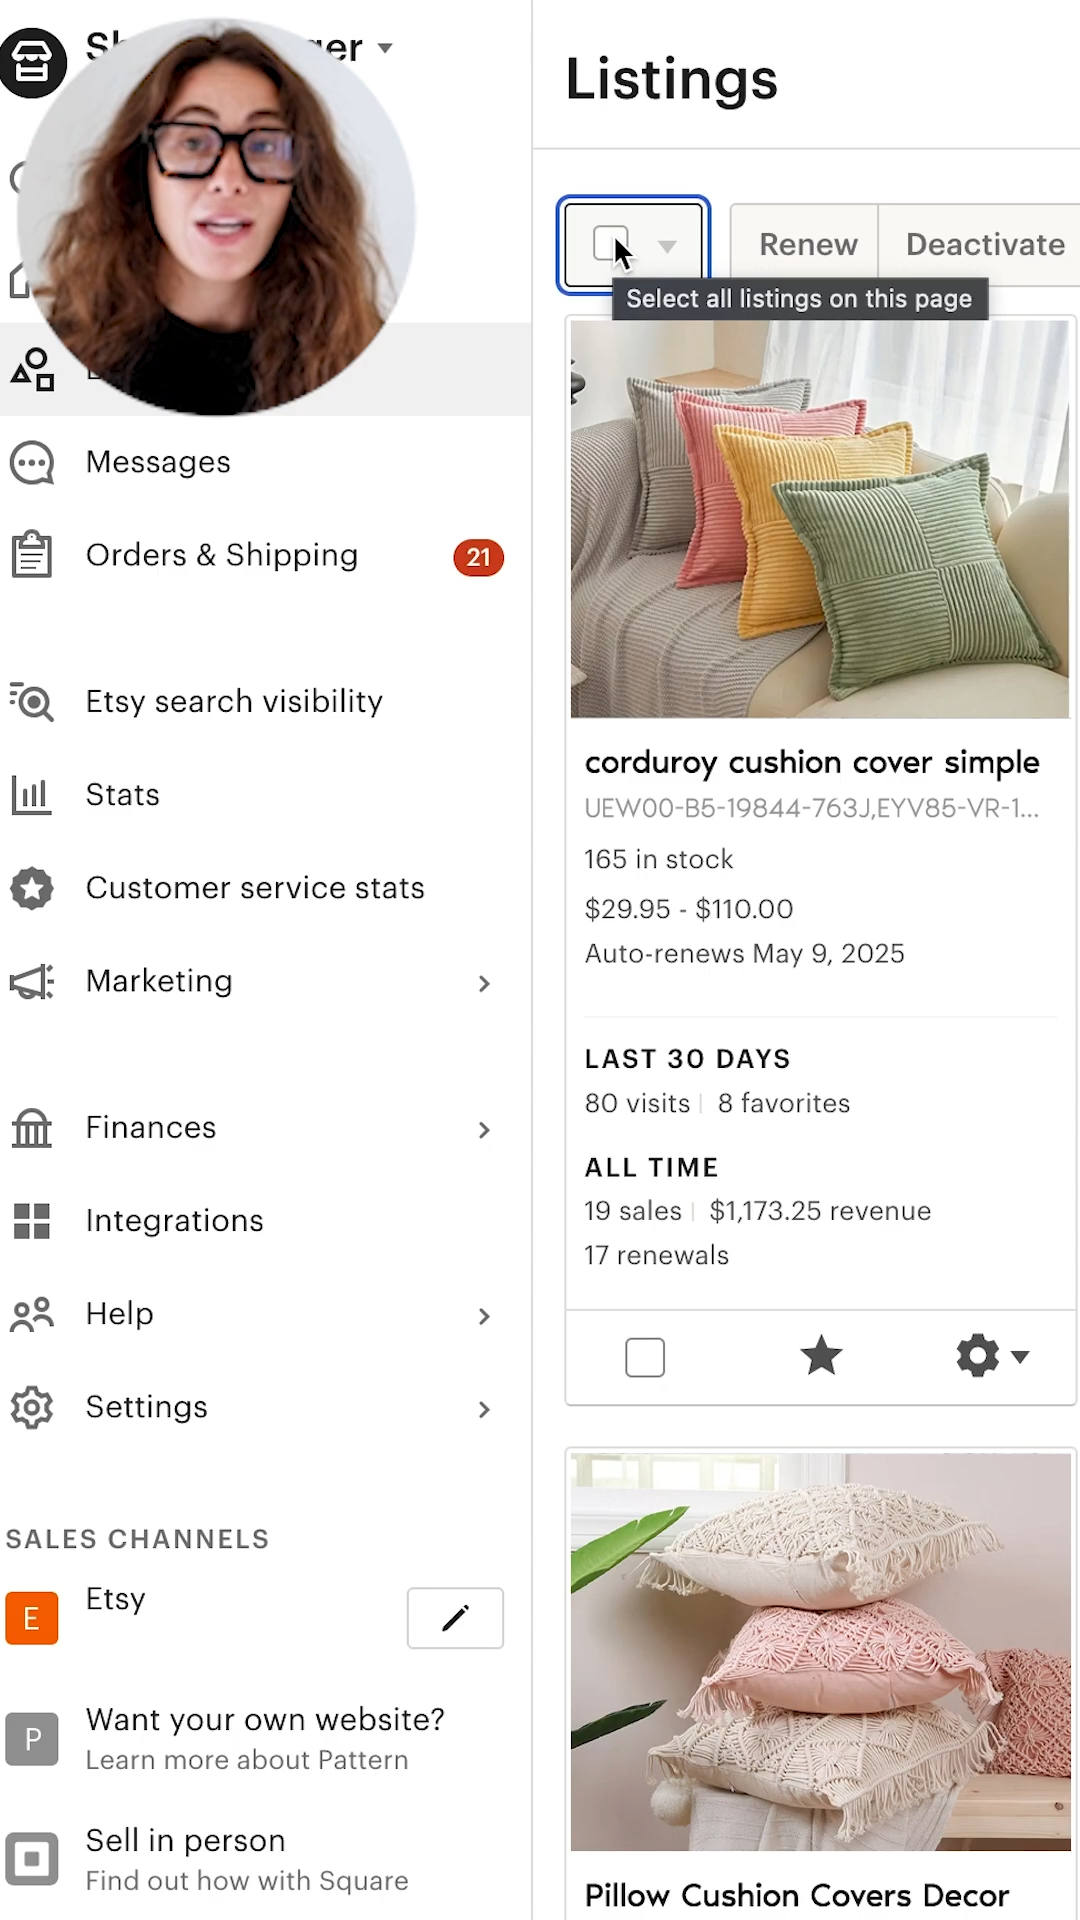 Listings
Renew
Deactivate
Select all listings on this page
Messages
Orders & Shipping
21
Etsy search visibility
Stats
Customer service stats
Marketing
Finances
Integrations
Help
Settings
SALES CHANNELS
E
Etsy
P
Want your own website?
Learn more about Pattern
Sell in person
Find out how with Square
corduroy cushion cover simple
UEW00-B5-19844-763J,EYV85-VR-1...
165 in stock
$29.95 - $110.00
Auto-renews May 9, 2025
LAST 30 DAYS
80 visits | 8 favorites
ALL TIME
19 sales | $1,173.25 revenue
17 renewals
Pillow Cushion Covers Decor